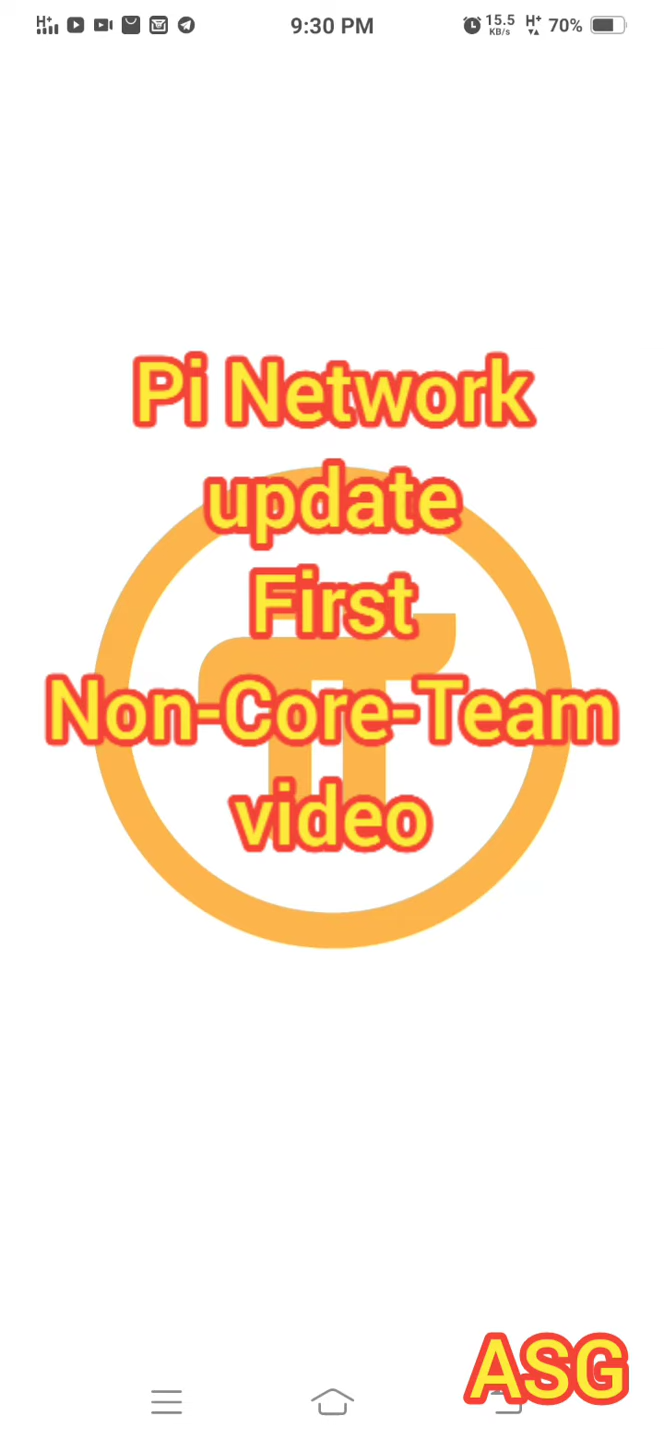 9:30 PM
15.5
KB/s
H+
70%
H+
Pi Network
update
First
Non-Core-Team
video
ASG